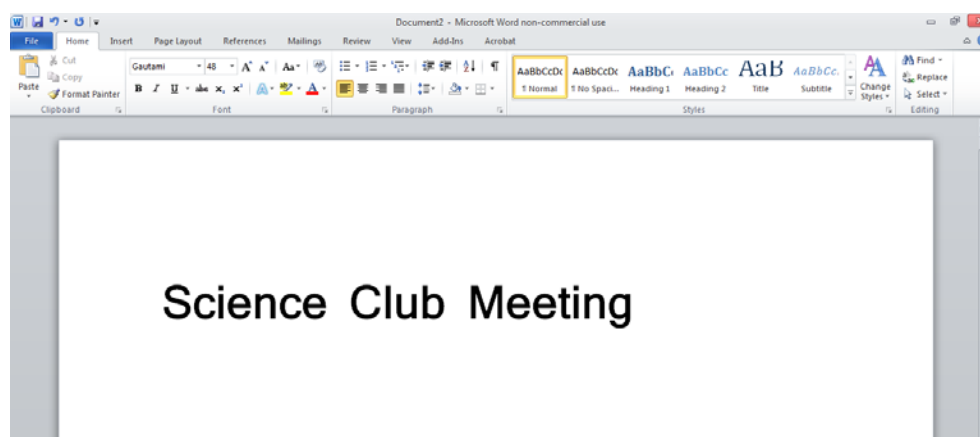 Document2 - Microsoft Word non-commercial use
File Home Insert Page Layout References Mailings Review View Add-Ins Acrobat
Paste
Cut
Copy
Format Painter
Clipboard
Gautami 48
Font
Paragraph
AaBbCcDc AaBbCcDc AaBbC AaBbCc AaB AaBbCc.
¶ Normal ¶ No Spaci... Heading 1 Heading 2 Title Subtitle
Change Styles
Styles
Find
Replace
Select
Editing
Science Club Meeting